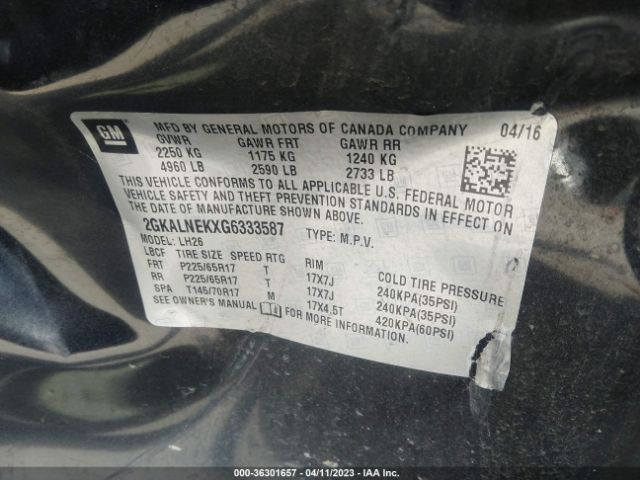 GM
MFD BY GENERAL MOTORS OF CANADA COMPANY 04/16
GVWR GAWR FRT GAWR RR
2250 KG 1175 KG 1240 KG
4960 LB 2590 LB 2733 LB
THIS VEHICLE CONFORMS TO ALL APPLICABLE U.S. FEDERAL MOTOR
VEHICLE SAFETY AND THEFT PREVENTION STANDARDS IN EFFECT ON
THE DATE OF MANUFACTURE SHOWN ABOVE.
2GKALNEKXG6333587 TYPE: M.P.V.
MODEL: LH26
LBCF TIRE SIZE SPEED RTG RIM COLD TIRE PRESSURE
FRT P225/65R17 T 17X7J 240KPA(35PSI)
RR P225/65R17 T 17X7J 240KPA(35PSI)
SPA T145/70R17 M 17X4.5T 420KPA(60PSI)
SEE OWNER'S MANUAL FOR MORE INFORMATION.
000-36301657 - 04/11/2023 - IAA Inc.